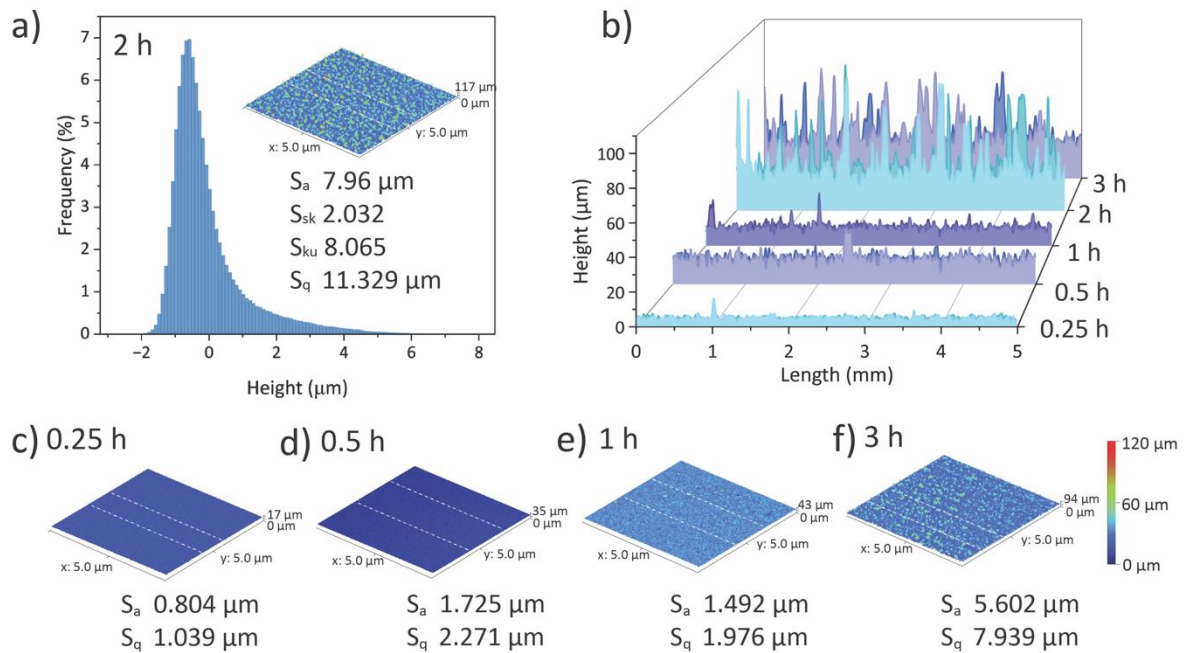 a)
2 h
Frequency (%)
7
6
5
4
3
2
1
0
−2
0
2
4
6
8
Height (μm)
117 μm
0 μm
y: 5.0 μm
x: 5.0 μm
Sa 7.96 μm
Ssk 2.032
Sku 8.065
Sq 11.329 μm
b)
Height (μm)
100
80
60
40
20
0
0
1
2
3
4
5
Length (mm)
3 h
2 h
1 h
0.5 h
0.25 h
c) 0.25 h
17 μm
0 μm
y: 5.0 μm
x: 5.0 μm
Sa 0.804 μm
Sq 1.039 μm
d) 0.5 h
35 μm
0 μm
y: 5.0 μm
x: 5.0 μm
Sa 1.725 μm
Sq 2.271 μm
e) 1 h
43 μm
0 μm
y: 5.0 μm
x: 5.0 μm
Sa 1.492 μm
Sq 1.976 μm
f) 3 h
94 μm
0 μm
y: 5.0 μm
x: 5.0 μm
Sa 5.602 μm
Sq 7.939 μm
120 μm
60 μm
0 μm